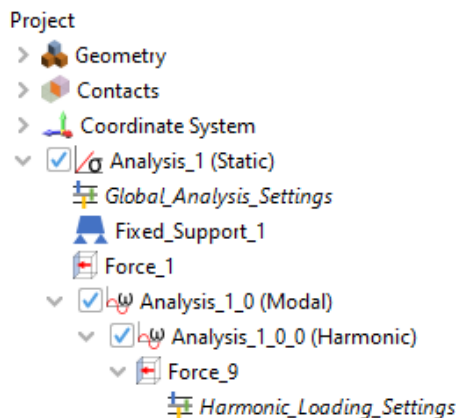 Project
Geometry
Contacts
Coordinate System
Analysis_1 (Static)
Global_Analysis_Settings
Fixed_Support_1
Force_1
Analysis_1_0 (Modal)
Analysis_1_0_0 (Harmonic)
Force_9
Harmonic_Loading_Settings